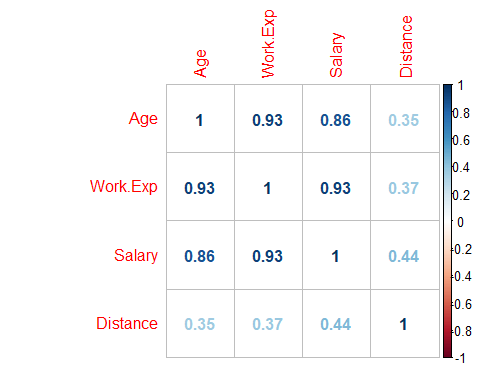 Age Work.Exp Salary Distance
Age 1 0.93 0.86 0.35
Work.Exp 0.93 1 0.93 0.37
Salary 0.86 0.93 1 0.44
Distance 0.35 0.37 0.44 1
1
0.8
0.6
0.4
0.2
0
-0.2
-0.4
-0.6
-0.8
-1